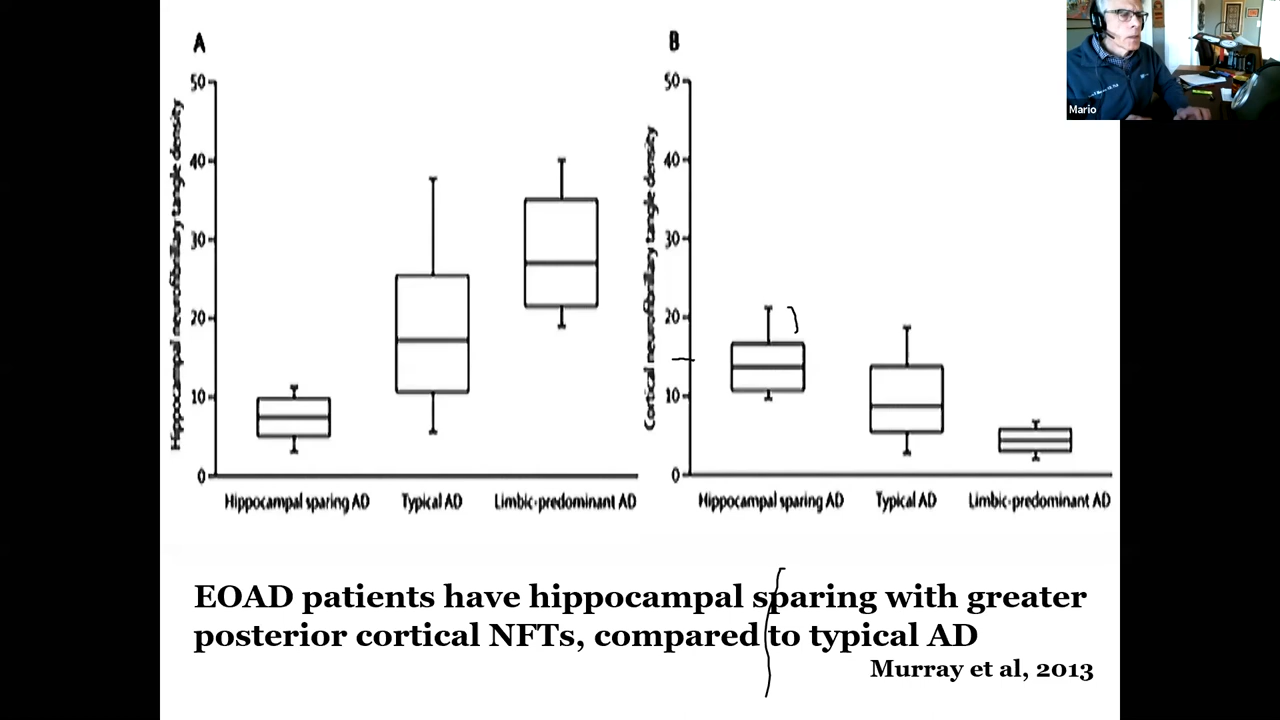 A
Hippocampal neurofibrillary tangle density
50
40
30
20
10
0
Hippocampal sparing AD
Typical AD
Limbic-predominant AD
B
Cortical neurofibrillary tangle density
50
40
30
20
10
0
Hippocampal sparing AD
Typical AD
Limbic-predominant AD
EOAD patients have hippocampal sparing with greater
posterior cortical NFTs, compared to typical AD
Murray et al, 2013
Mario